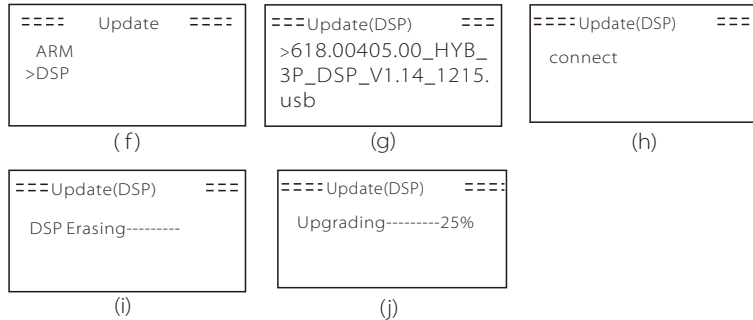 ==== Update ====
ARM
>DSP
(f)
===Update(DSP) ===
>618.00405.00_HYB_
3P_DSP_V1.14_1215.
usb
(g)
====Update(DSP) ===
connect
(h)
===Update(DSP) ===
DSP Erasing---------
(i)
====Update(DSP) ====
Upgrading---------25%
(j)